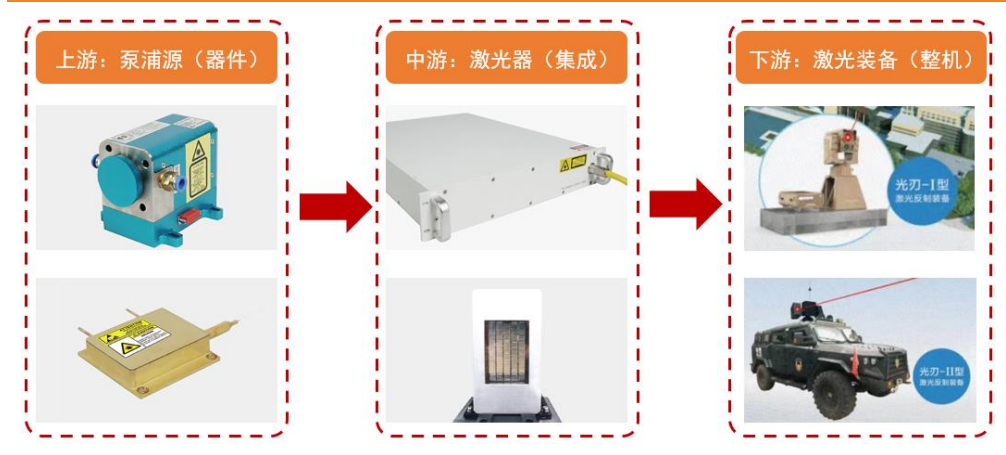 上游：泵浦源（器件）
中游：激光器（集成）
下游：激光装备（整机）
光刃-I型
激光反制装备
光刃-II型
激光反制装备